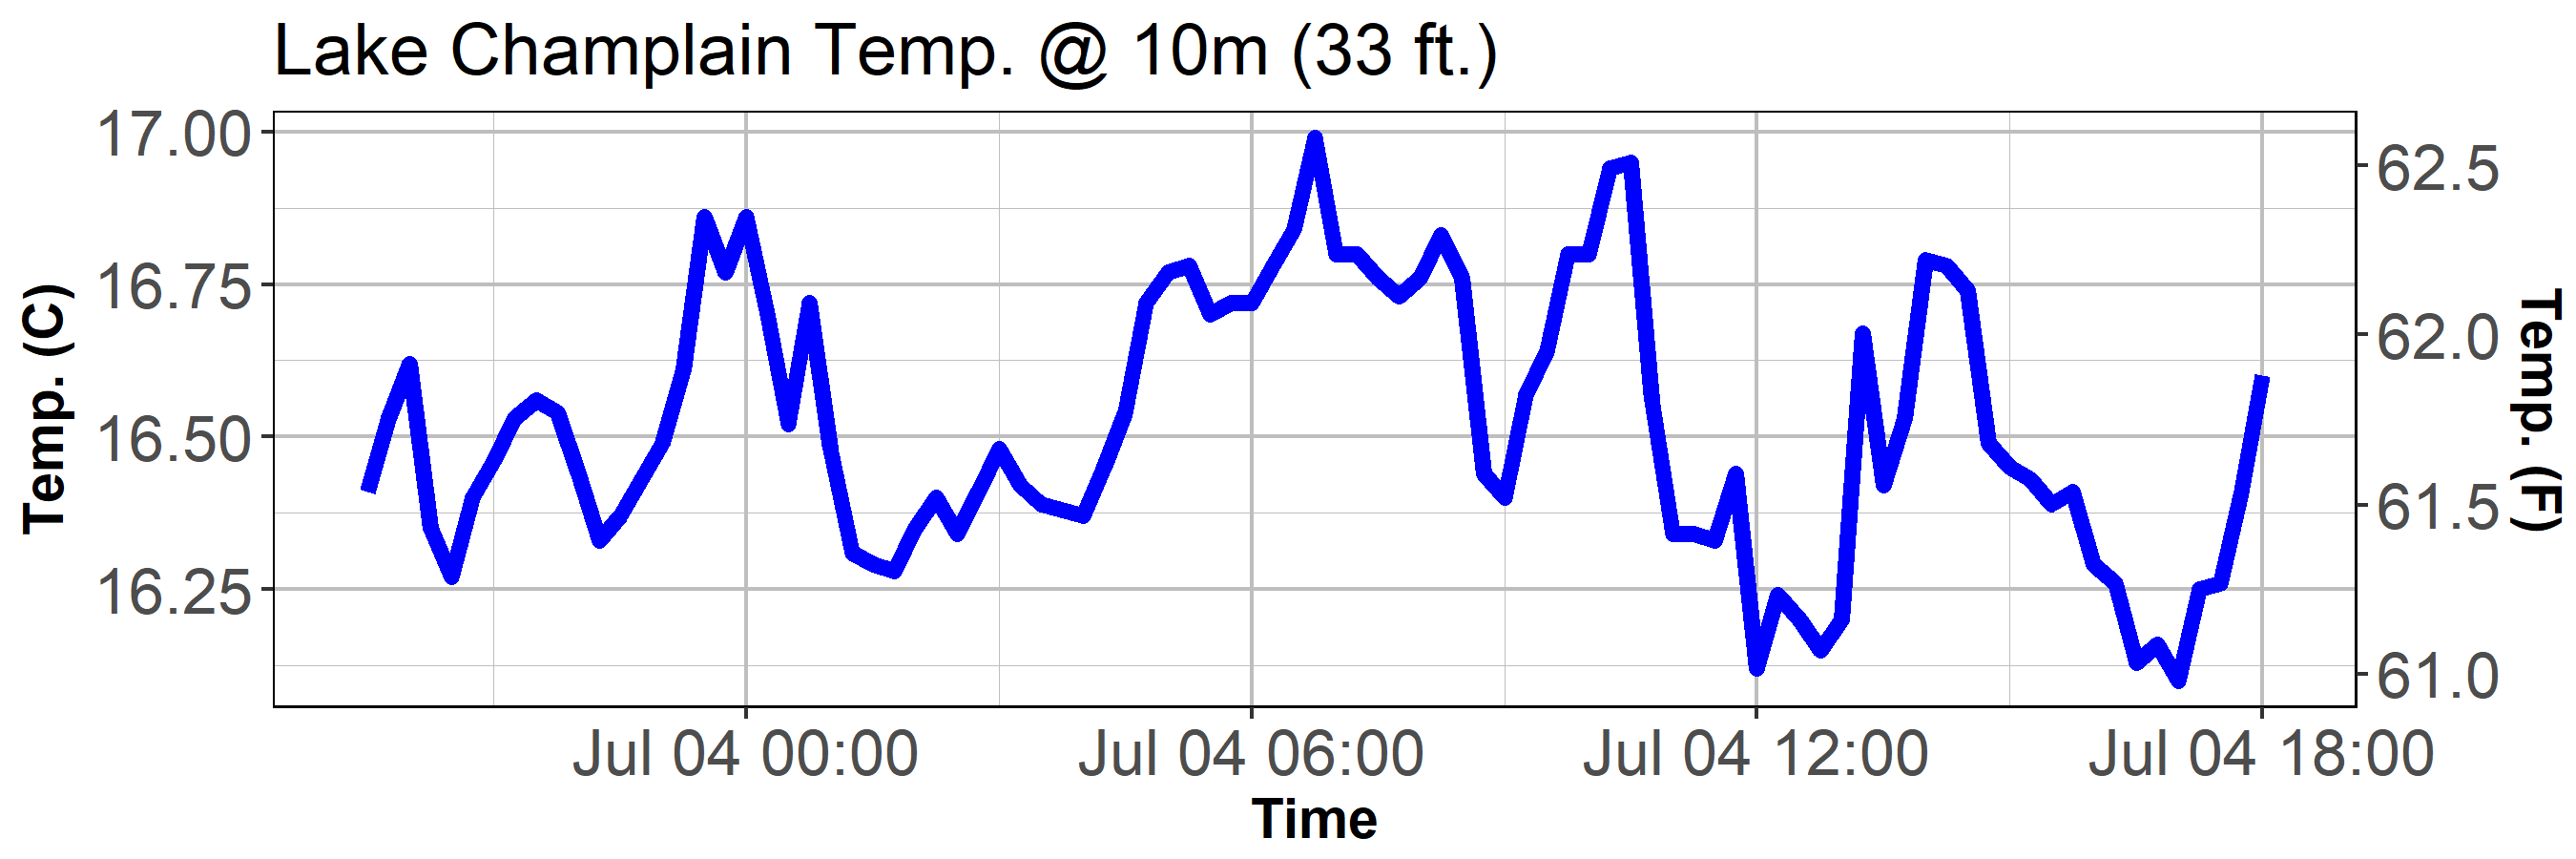 Lake Champlain Temp. @ 10m (33 ft.)
17.00
16.75
16.50
16.25
Temp. (C)
62.5
62.0
61.5
61.0
Temp. (F)
Jul 04 00:00 Jul 04 06:00 Jul 04 12:00 Jul 04 18:00
Time